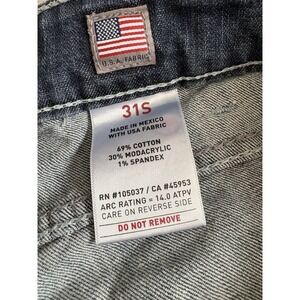 U.S.A. FABRIC
31S
MADE IN MEXICO
WITH USA FABRIC
69% COTTON
30% MODACRYLIC
1% SPANDEX
RN #105037 / CA #45953
ARC RATING = 14.0 ATPV
CARE ON REVERSE SIDE
DO NOT REMOVE